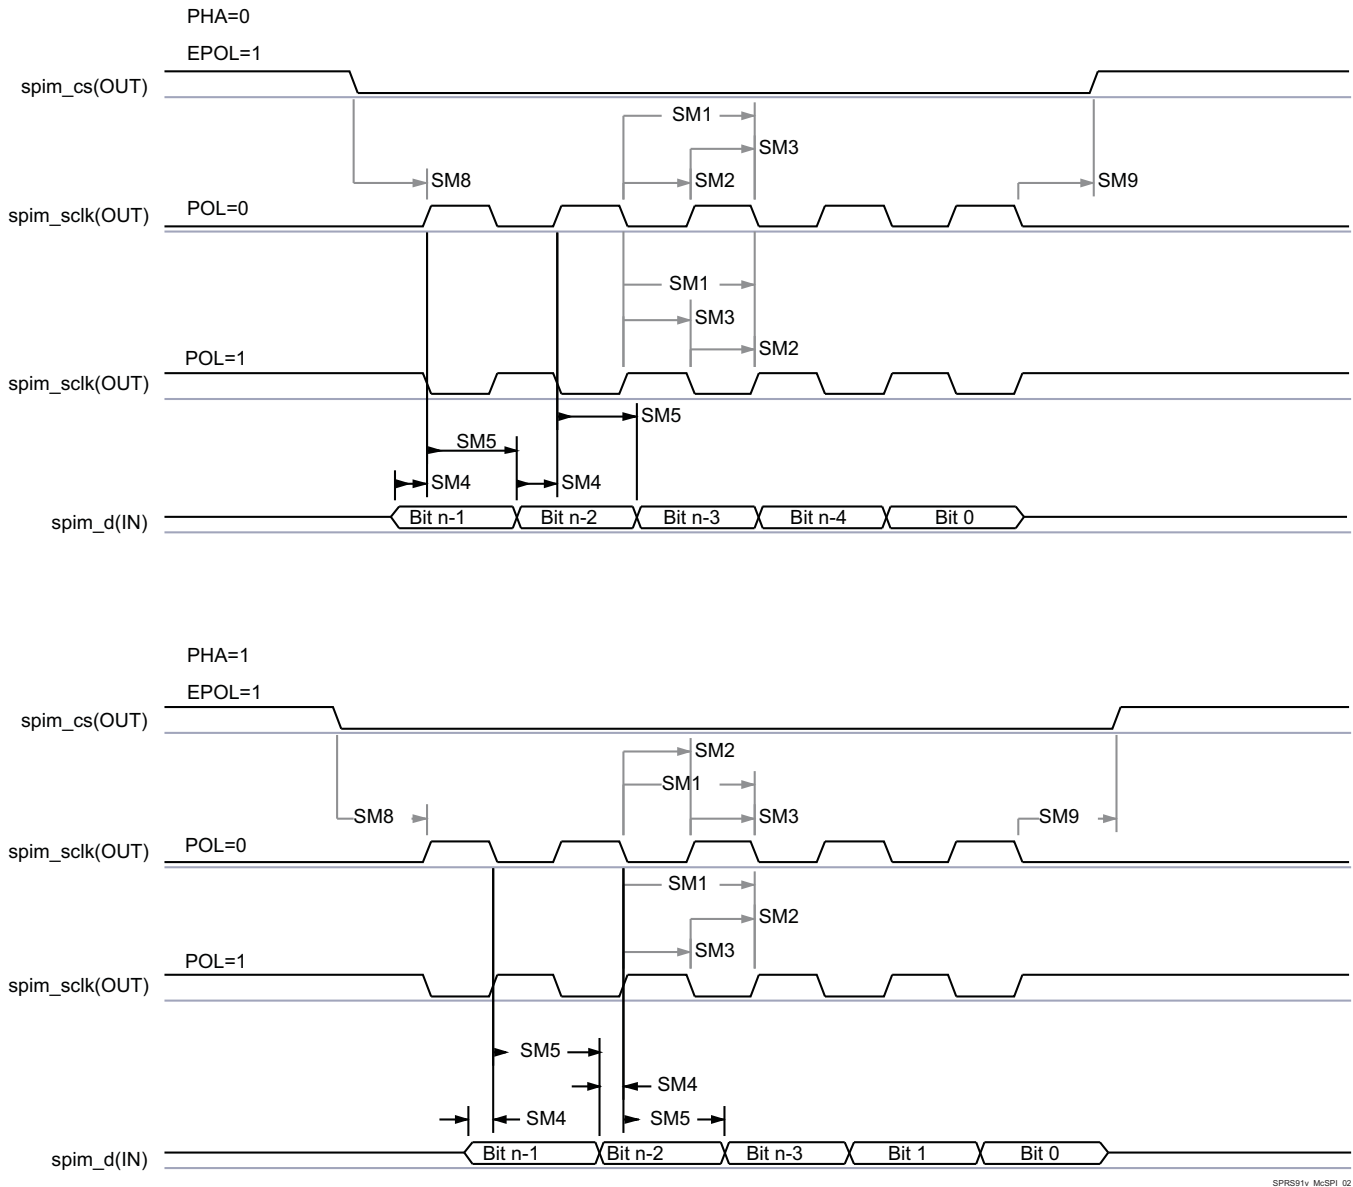 PHA=0
EPOL=1
spim_cs(OUT)
SM1
SM3
SM8
SM2
SM9
spim_sclk(OUT)
POL=0
SM1
SM3
SM2
POL=1
spim_sclk(OUT)
SM5
SM5
SM4
SM4
spim_d(IN)
Bit n-1
Bit n-2
Bit n-3
Bit n-4
Bit 0
PHA=1
EPOL=1
spim_cs(OUT)
SM2
SM1
SM8
SM3
SM9
spim_sclk(OUT)
POL=0
SM1
SM2
SM3
POL=1
spim_sclk(OUT)
SM5
SM4
SM4
SM5
spim_d(IN)
Bit n-1
Bit n-2
Bit n-3
Bit 1
Bit 0
SPRS91v_McSPI_02